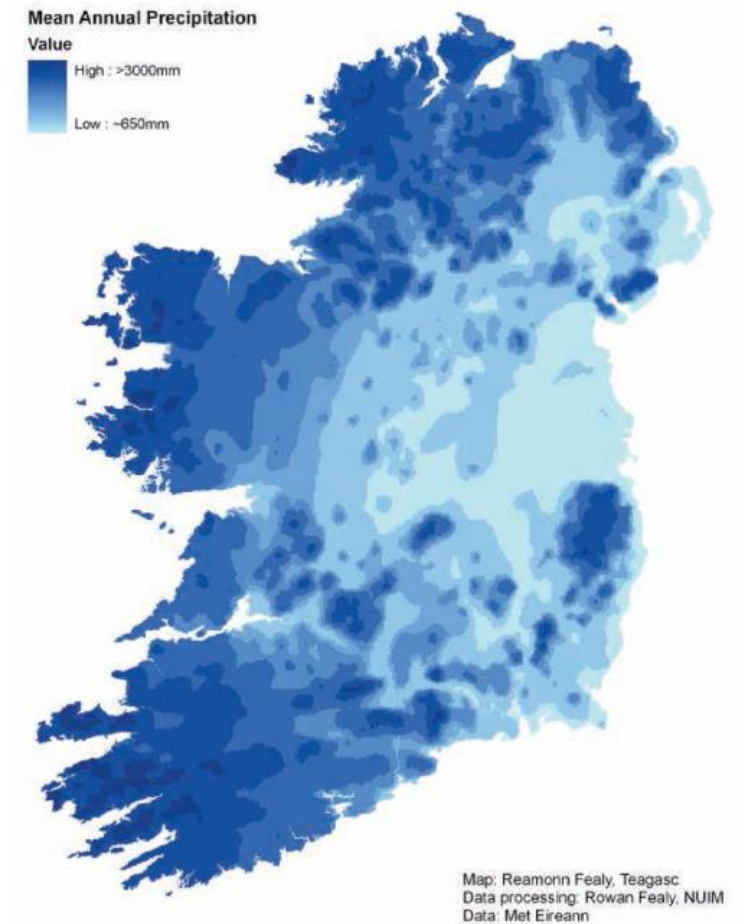 Mean Annual Precipitation
Value
High : >3000mm
Low : ~650mm
Map: Reamonn Fealy, Teagasc
Data processing: Rowan Fealy, NUIM
Data: Met Eireann